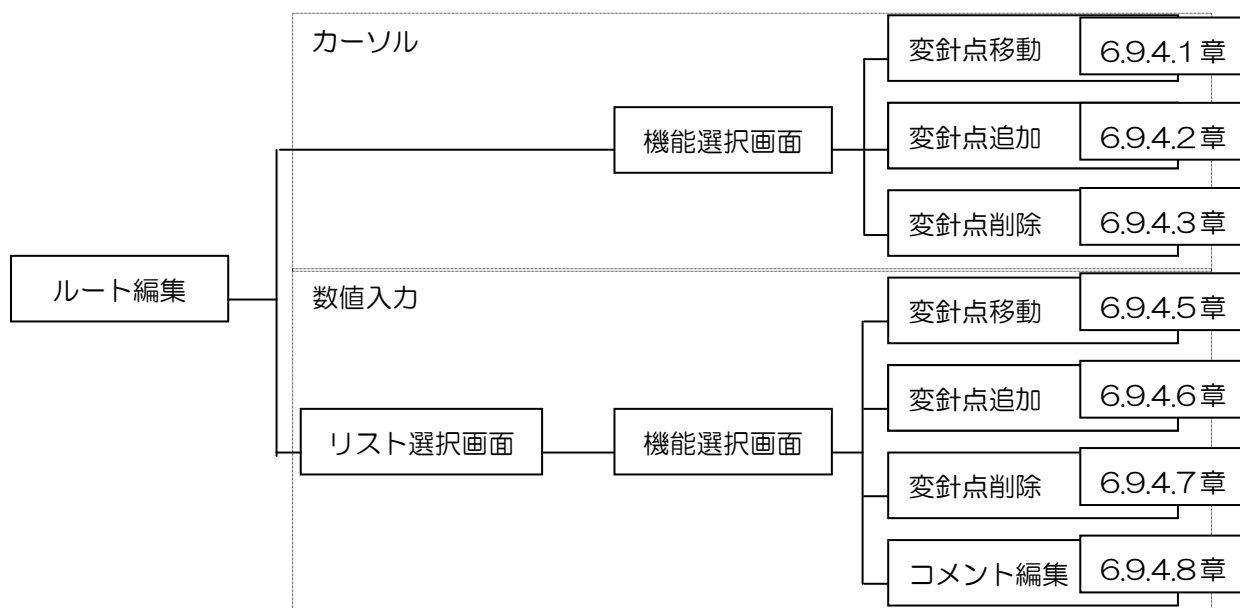 カーソル
変針点移動 6.9.4.1章
機能選択画面
変針点追加 6.9.4.2章
変針点削除 6.9.4.3章
ルート編集
数値入力
変針点移動 6.9.4.5章
変針点追加 6.9.4.6章
リスト選択画面
機能選択画面
変針点削除 6.9.4.7章
コメント編集 6.9.4.8章